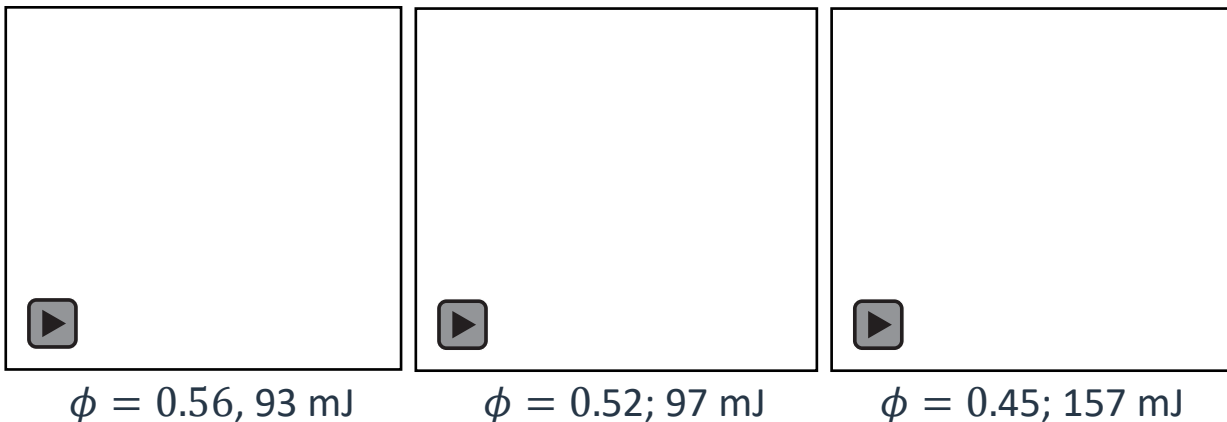 𝜙 = 0.56, 93 mJ
𝜙 = 0.52; 97 mJ
𝜙 = 0.45; 157 mJ